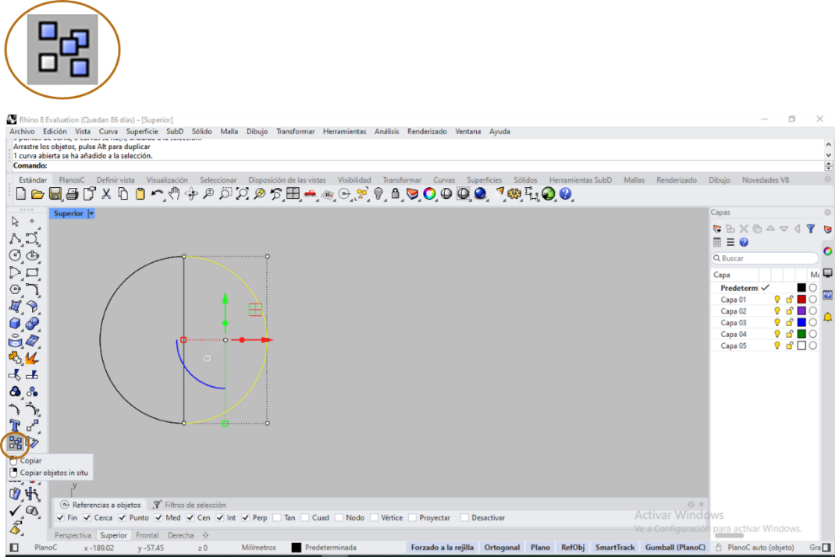 Rhino 8 Evaluation (Quedan 86 días) - [Superior]
Archivo Edición Vista Curva Superficie SubD Sólido Malla Dibujo Transformar Herramientas Análisis Renderizado Ventana Ayuda
Arrastre los objetos, pulse Alt para duplicar
1 curva abierta se ha añadido a la selección.
Comando:
Estándar PlanosC Definir vista Visualización Seleccionar Disposición de las vistas Visibilidad Transformar Curvas Superficies Sólidos Herramientas SubD Mallas Renderizado Dibujo Novedades V8
Superior
Capas
Buscar
Capa
Predeterm
Capa 01
Capa 02
Capa 03
Capa 04
Capa 05
Copiar
Copiar objetos in situ
y
Referencias a objetos Filtros de selección
Fin Cerca Punto Med Cen Int Perp Tan Cuad Nodo Vértice Proyectar Desactivar
Activar Windows
Ve a Configuración para activar Windows.
Perspectiva Superior Frontal Derecha
PlanoC x -189.02 y -57.45 z 0 Milímetros Predeterminada Forzado a la rejilla Ortogonal Plano RefObj SmartTrack Gumball (PlanoC) PlanoC auto (objeto)